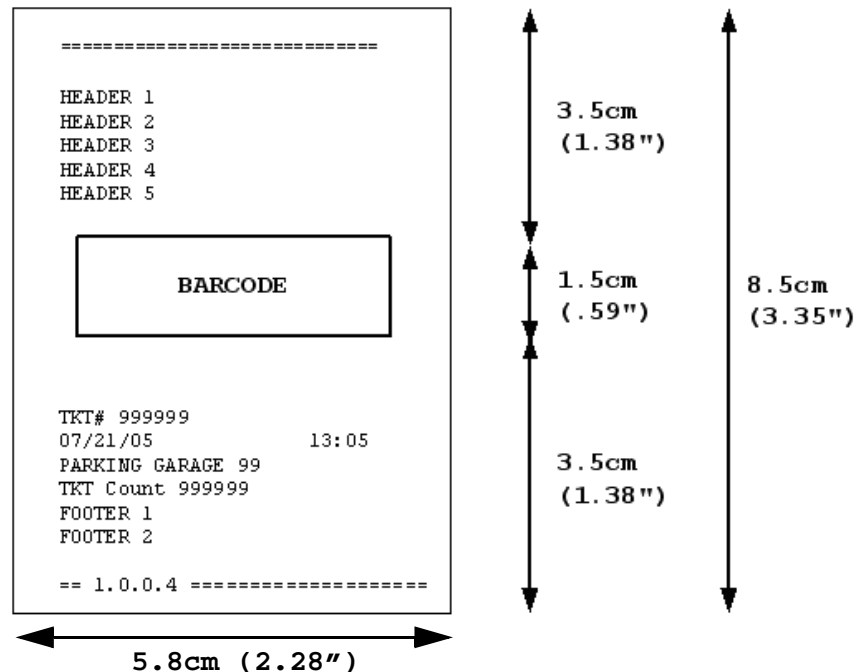 ==============================
HEADER 1
HEADER 2
HEADER 3
HEADER 4
HEADER 5
BARCODE
TKT# 999999
07/21/05 13:05
PARKING GARAGE 99
TKT Count 999999
FOOTER 1
FOOTER 2
== 1.0.0.4 ====================
3.5cm
(1.38")
1.5cm
(.59")
3.5cm
(1.38")
8.5cm
(3.35")
5.8cm (2.28")